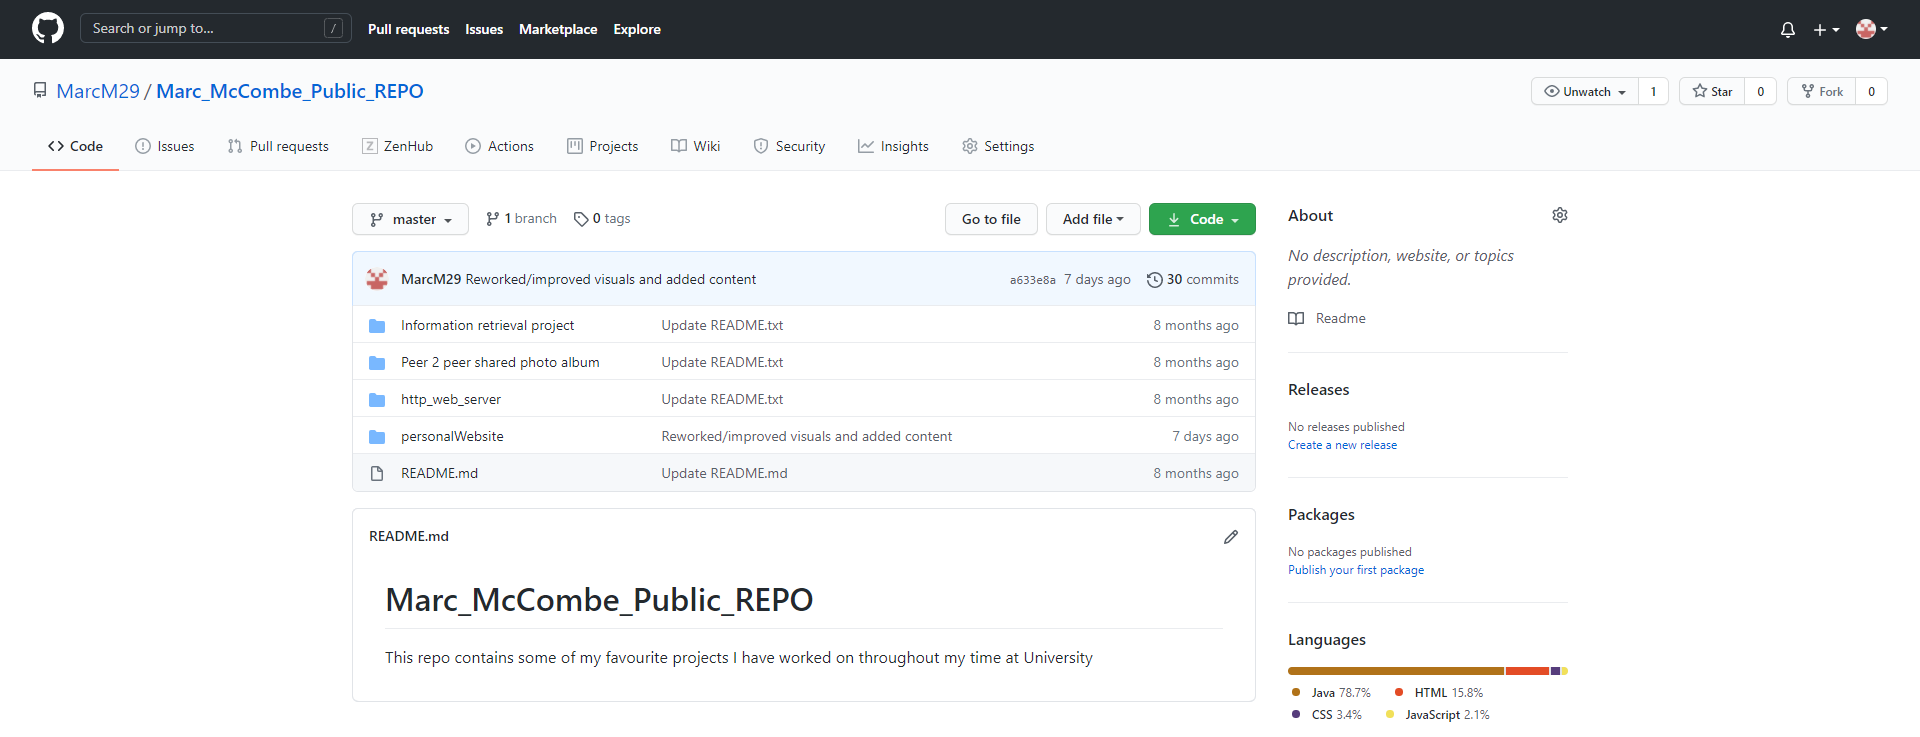 Search or jump to... /
Pull requests Issues Marketplace Explore
MarcM29 / Marc_McCombe_Public_REPO
Unwatch 1 Star 0 Fork 0
Code Issues Pull requests Z ZenHub Actions Projects Wiki Security Insights Settings
master 1 branch 0 tags Go to file Add file Code
MarcM29 Reworked/improved visuals and added content a633e8a 7 days ago 30 commits
Information retrieval project Update README.txt 8 months ago
Peer 2 peer shared photo album Update README.txt 8 months ago
http_web_server Update README.txt 8 months ago
personalWebsite Reworked/improved visuals and added content 7 days ago
README.md Update README.md 8 months ago
README.md
Marc_McCombe_Public_REPO
This repo contains some of my favourite projects I have worked on throughout my time at University
About
No description, website, or topics
provided.
Readme
Releases
No releases published
Create a new release
Packages
No packages published
Publish your first package
Languages
Java 78.7% HTML 15.8%
CSS 3.4% JavaScript 2.1%